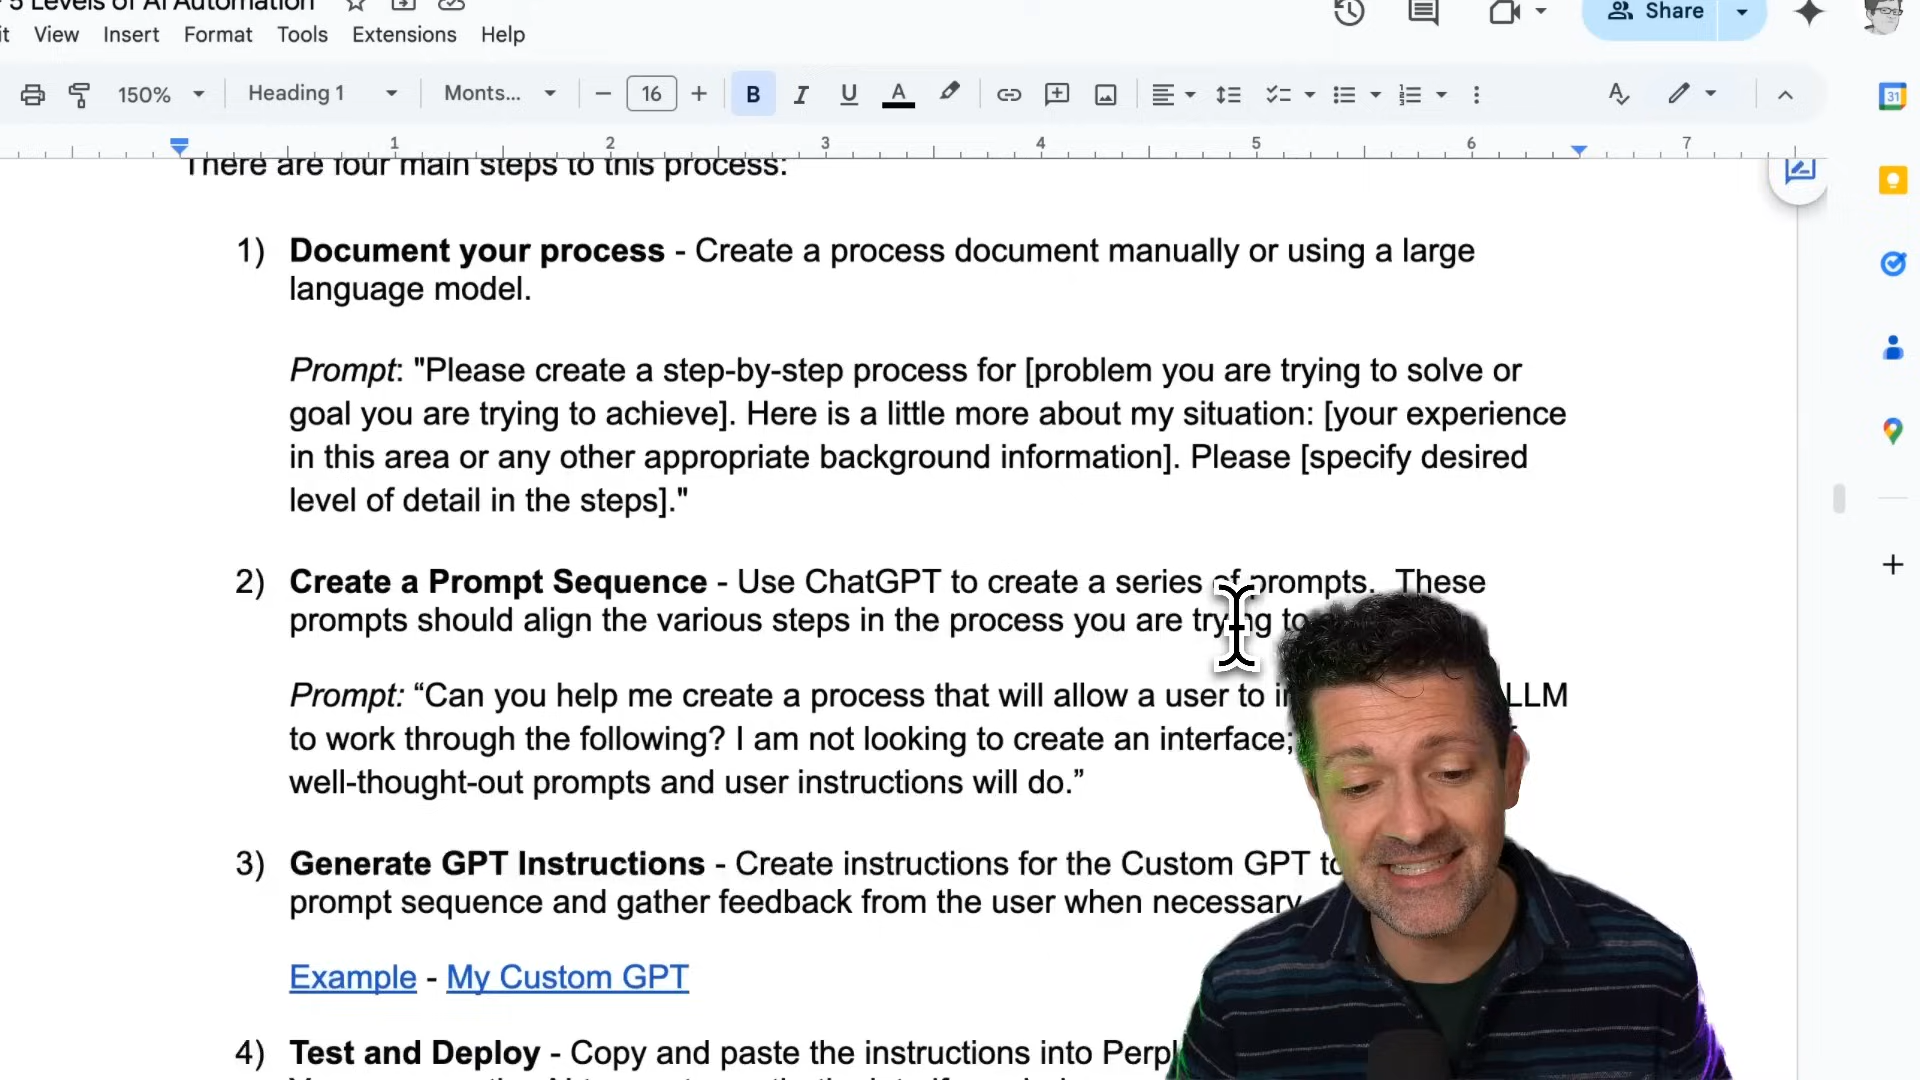 5 Levels of AI Automation
View Insert Format Tools Extensions Help
Share
150% Heading 1 Monts... 16 B I U A
31
1 2 3 4 5 6 7
There are four main steps to this process:
1) Document your process - Create a process document manually or using a large
language model.
Prompt: "Please create a step-by-step process for [problem you are trying to solve or
goal you are trying to achieve]. Here is a little more about my situation: [your experience
in this area or any other appropriate background information]. Please [specify desired
level of detail in the steps]."
2) Create a Prompt Sequence - Use ChatGPT to create a series of prompts. These
prompts should align the various steps in the process you are trying to
Prompt: “Can you help me create a process that will allow a user to LLM
to work through the following? I am not looking to create an interface;
well-thought-out prompts and user instructions will do.”
3) Generate GPT Instructions - Create instructions for the Custom GPT to
prompt sequence and gather feedback from the user when necessary
Example - My Custom GPT
4) Test and Deploy - Copy and paste the instructions into